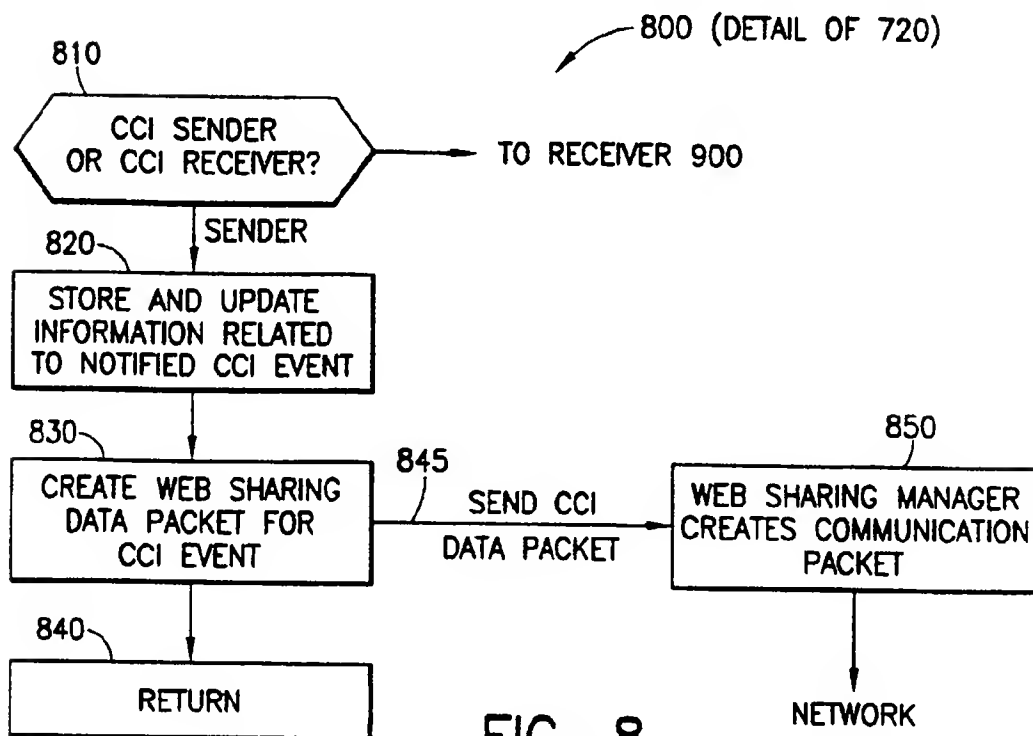 800 (DETAIL OF 720)
810
CCI SENDER
OR CCI RECEIVER?
TO RECEIVER 900
SENDER
820
STORE AND UPDATE
INFORMATION RELATED
TO NOTIFIED CCI EVENT
830
CREATE WEB SHARING
DATA PACKET FOR
CCI EVENT
845
SEND CCI
DATA PACKET
850
WEB SHARING MANAGER
CREATES COMMUNICATION
PACKET
840
RETURN
NETWORK
FIG. 8